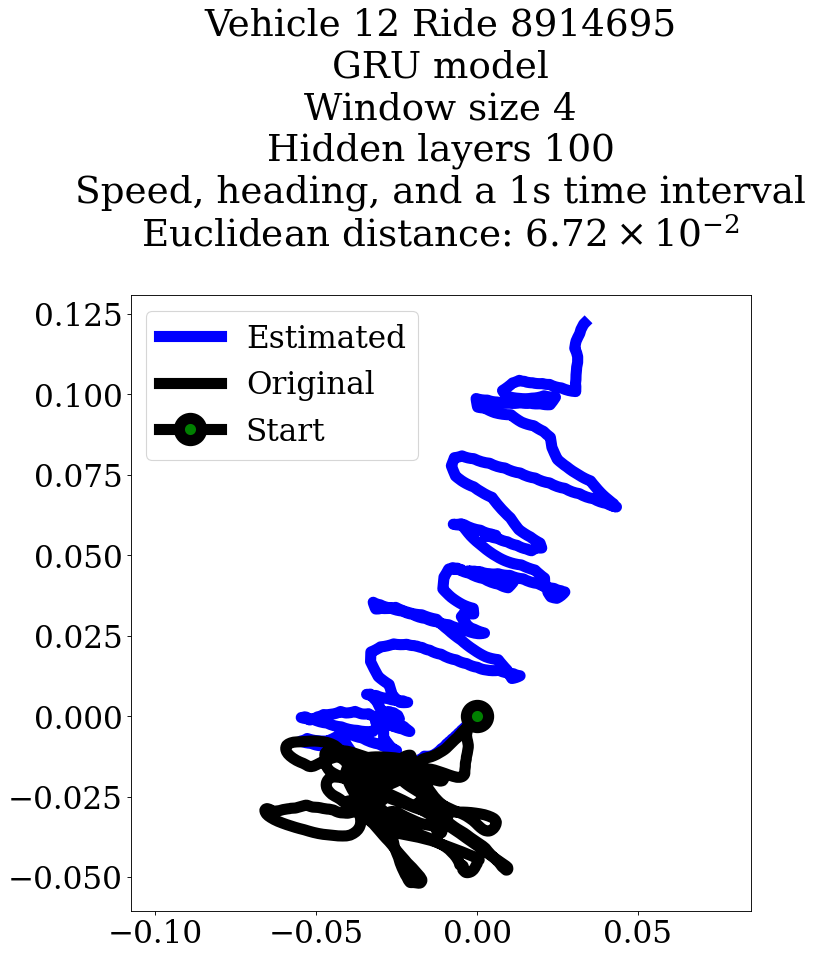 Vehicle 12 Ride 8914695
GRU model
Window size 4
Hidden layers 100
Speed, heading, and a 1s time interval
Euclidean distance: 6.72 × 10⁻²
Estimated
Original
Start
0.125
0.100
0.075
0.050
0.025
0.000
−0.025
−0.050
−0.10
−0.05
0.00
0.05